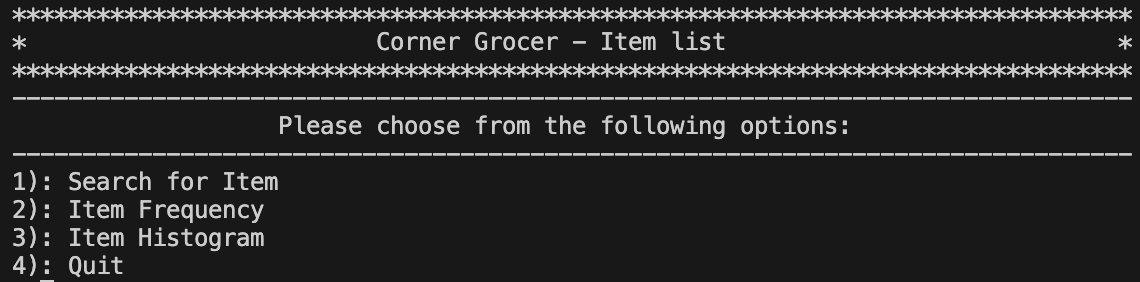 ********************************************************************************
*                         Corner Grocer - Item list                            *
********************************************************************************
--------------------------------------------------------------------------------
                   Please choose from the following options:
--------------------------------------------------------------------------------
1): Search for Item
2): Item Frequency
3): Item Histogram
4): Quit